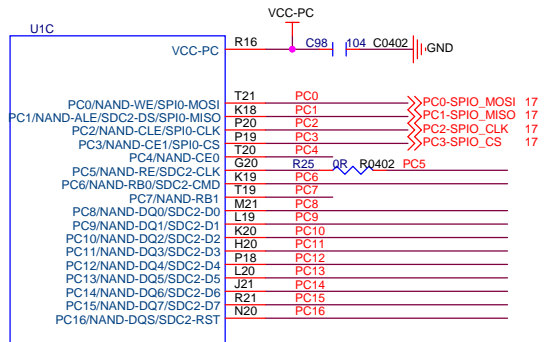 VCC-PC
U1C
VCC-PC R16 C98 104 C0402 GND
PC0/NAND-WE/SPI0-MOSI T21 PC0 PC0-SPIO_MOSI 17
PC1/NAND-ALE/SDC2-DS/SPI0-MISO K18 PC1 PC1-SPIO_MISO 17
PC2/NAND-CLE/SPI0-CLK P20 PC2 PC2-SPIO_CLK 17
PC3/NAND-CE1/SPI0-CS P19 PC3 PC3-SPIO_CS 17
PC4/NAND-CE0 T20 PC4
PC5/NAND-RE/SDC2-CLK G20 R25 0R R0402 PC5
PC6/NAND-RB0/SDC2-CMD K19 PC6
PC7/NAND-RB1 T19 PC7
PC8/NAND-DQ0/SDC2-D0 M21 PC8
PC9/NAND-DQ1/SDC2-D1 L19 PC9
PC10/NAND-DQ2/SDC2-D2 K20 PC10
PC11/NAND-DQ3/SDC2-D3 H20 PC11
PC12/NAND-DQ4/SDC2-D4 P18 PC12
PC13/NAND-DQ5/SDC2-D5 L20 PC13
PC14/NAND-DQ6/SDC2-D6 J21 PC14
PC15/NAND-DQ7/SDC2-D7 R21 PC15
PC16/NAND-DQS/SDC2-RST N20 PC16